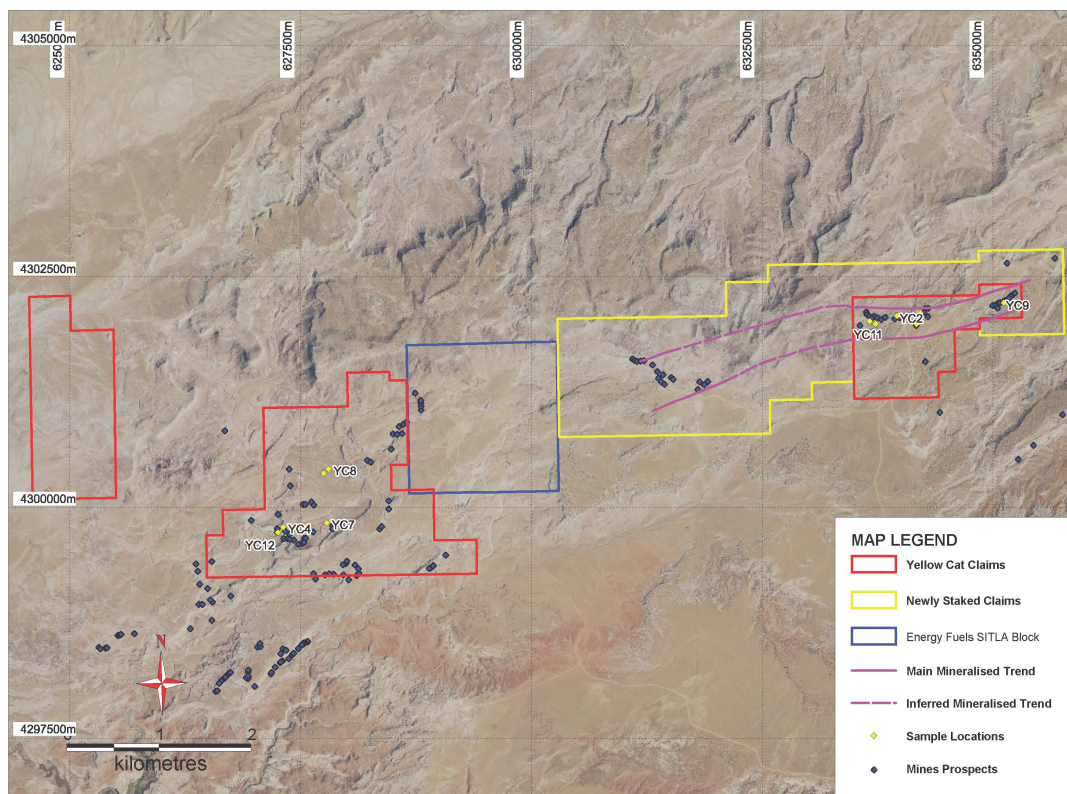 4305000m
625000m
627500m
630000m
632500m
635000m
4302500m
YC9
YC2
YC11
YC8
4300000m
YC4
YC7
YC12
N
4297500m
0 1 2
kilometres
MAP LEGEND
Yellow Cat Claims
Newly Staked Claims
Energy Fuels SITLA Block
Main Mineralised Trend
Inferred Mineralised Trend
Sample Locations
Mines Prospects